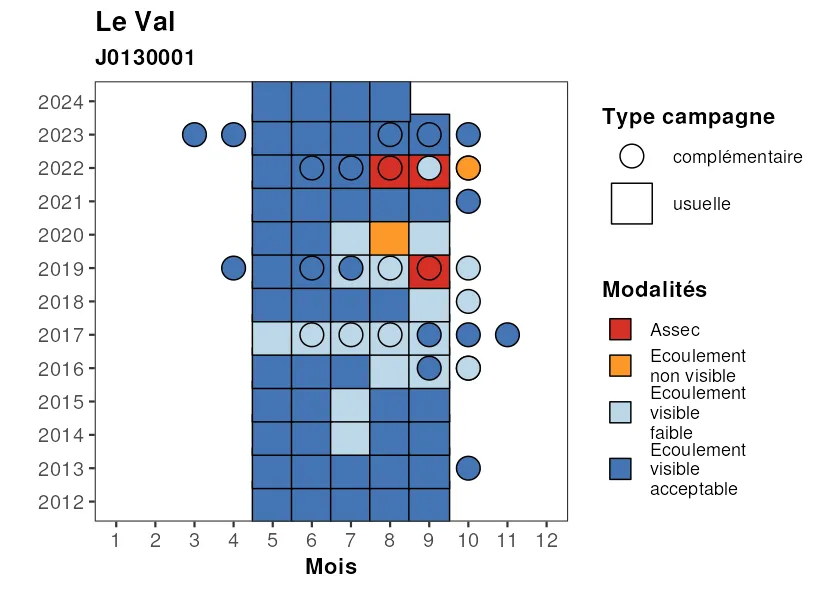 Le Val
J0130001
2024
2023
2022
2021
2020
2019
2018
2017
2016
2015
2014
2013
2012
1 2 3 4 5 6 7 8 9 10 11 12
Mois
Type campagne
complémentaire
usuelle
Modalités
Assec
Ecoulement
non visible
Ecoulement
visible
faible
Ecoulement
visible
acceptable